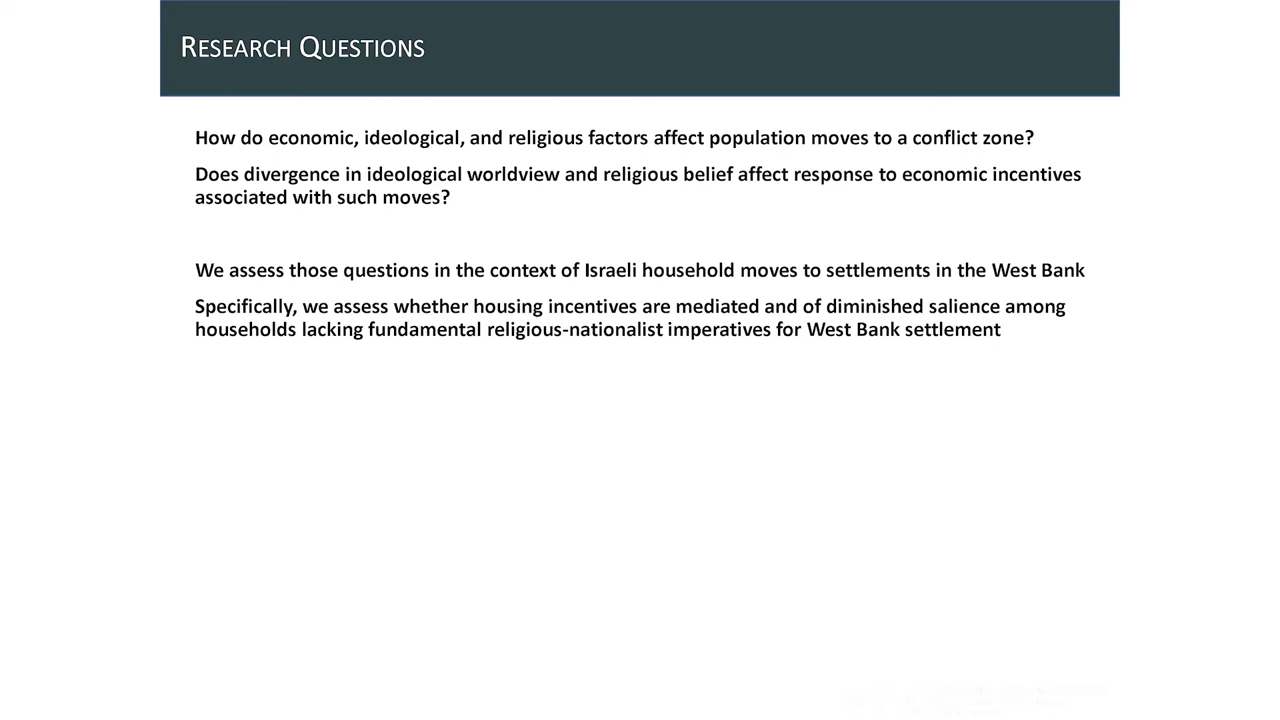 RESEARCH QUESTIONS
How do economic, ideological, and religious factors affect population moves to a conflict zone?
Does divergence in ideological worldview and religious belief affect response to economic incentives
associated with such moves?
We assess those questions in the context of Israeli household moves to settlements in the West Bank
Specifically, we assess whether housing incentives are mediated and of diminished salience among
households lacking fundamental religious-nationalist imperatives for West Bank settlement